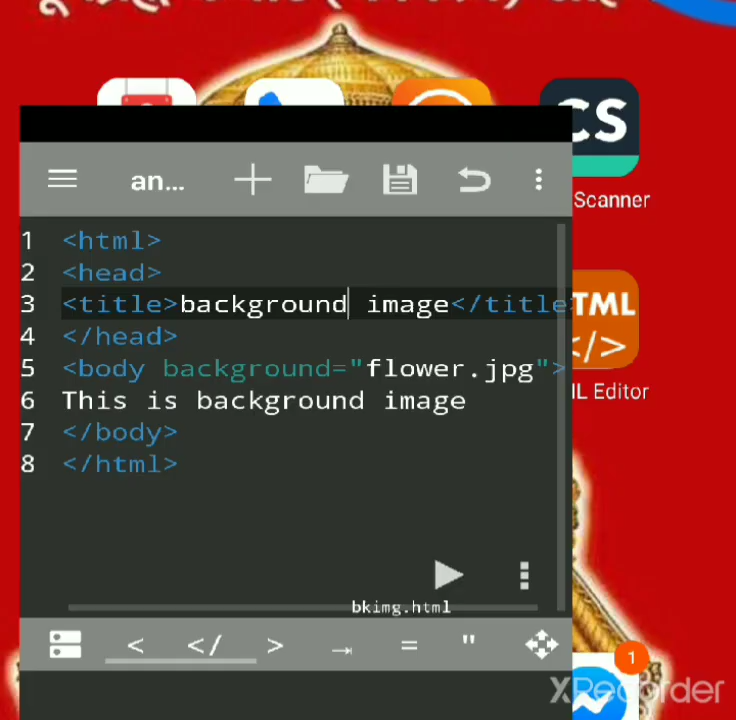 CS
Scanner
an...
1 <html>
2 <head>
3 <title>background image</title>
4 </head>
5 <body background="flower.jpg">
6 This is background image
7 </body>
8 </html>
TML
</>
L Editor
bkimg.html
< </ > → = "
1
XRecorder